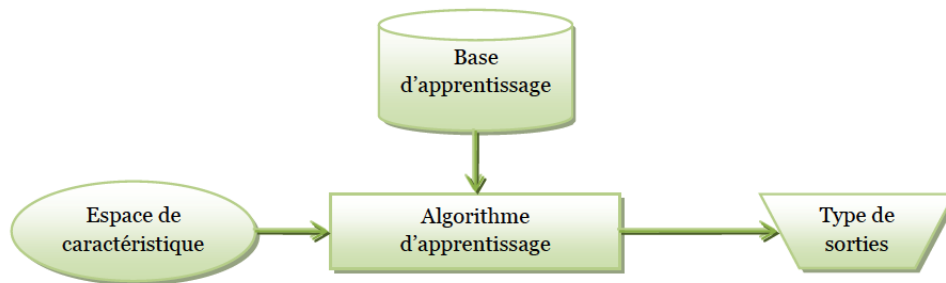 Base
d’apprentissage
Espace de
caractéristique
Algorithme
d’apprentissage
Type de
sorties